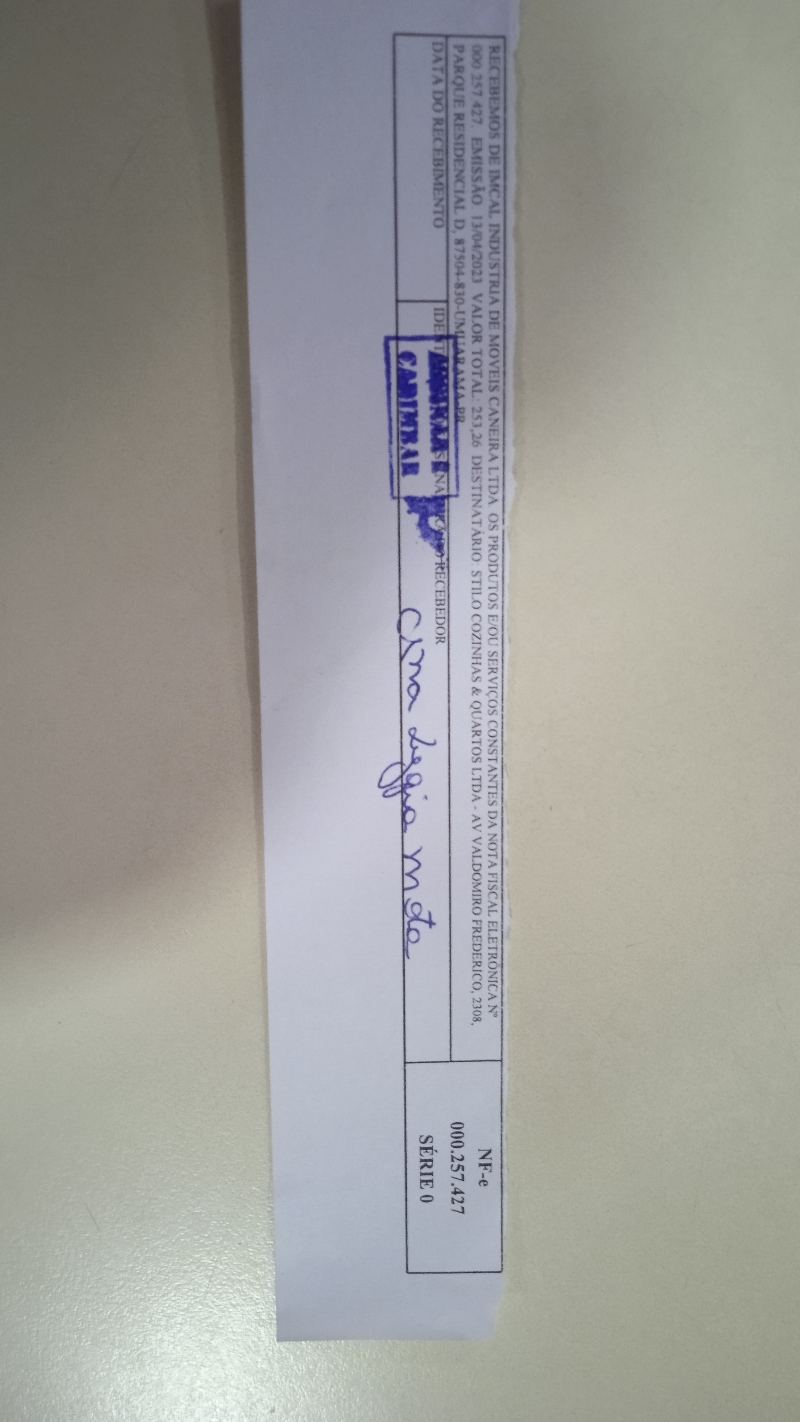 RECEBEMOS DE IMCAL INDUSTRIA DE MOVEIS CANEIRA LTDA OS PRODUTOS E/OU SERVIÇOS CONSTANTES DA NOTA FISCAL ELETRÔNICA Nº
000 257 427. EMISSÃO 13/04/2023 VALOR TOTAL: 253,26 DESTINATÁRIO: STILO COZINHAS & QUARTOS LTDA - AV VALDOMIRO FREDERICO, 2308,
PARQUE RESIDENCIAL D, 87504-830-UMUARAMA-PR
DATA DO RECEBIMENTO
RECEBEDOR
CARIMBAR
Mota
NF-e
000.257.427
SÉRIE 0